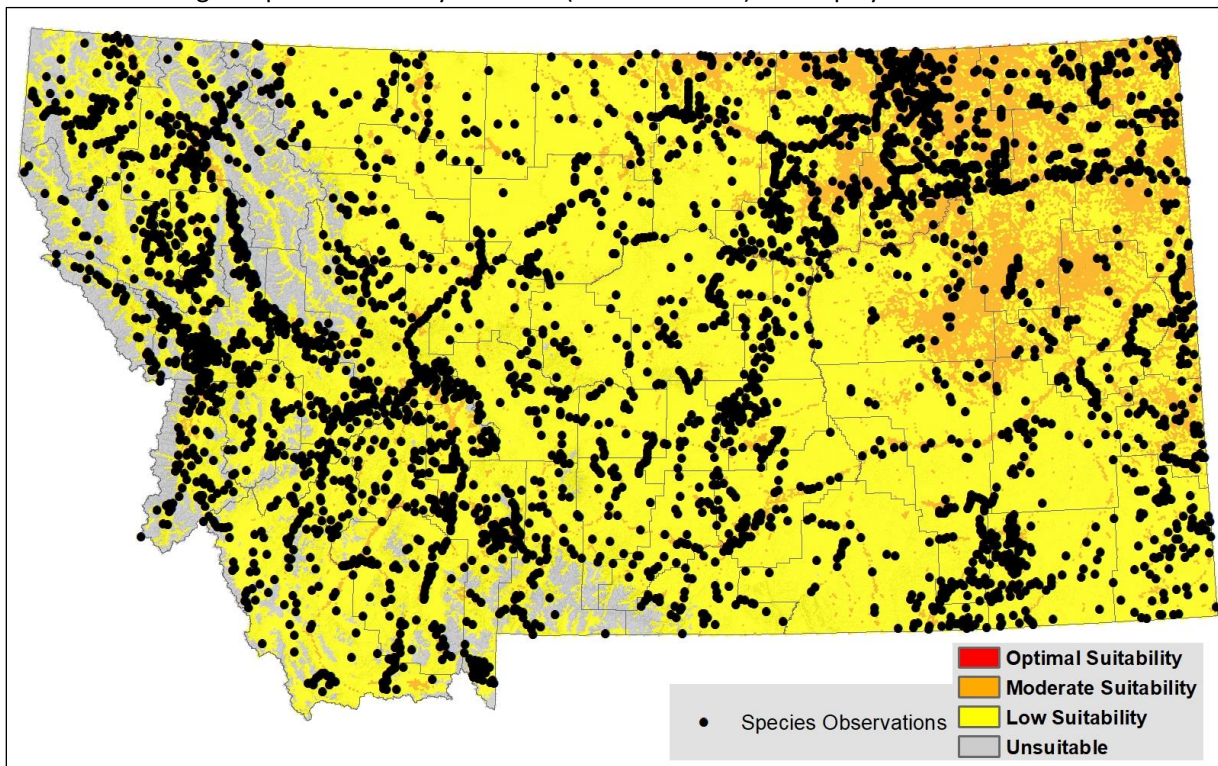 Optimal Suitability
Moderate Suitability
Species Observations
Low Suitability
Unsuitable